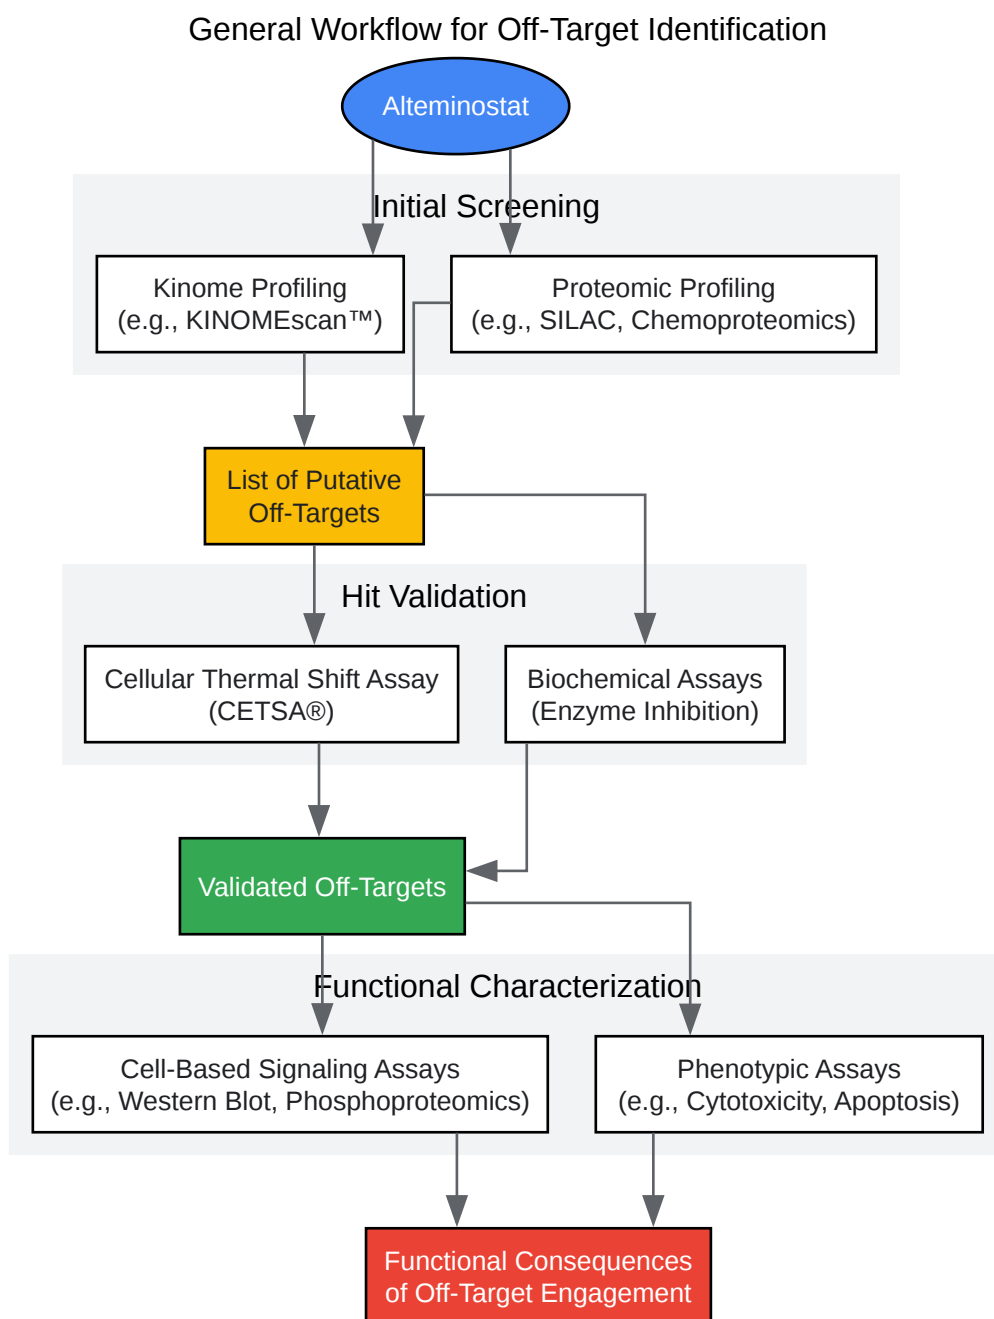 General Workflow for Off-Target Identification
Alteminostat
Initial Screening
Kinome Profiling
(e.g., KINOMEscan™)
Proteomic Profiling
(e.g., SILAC, Chemoproteomics)
List of Putative
Off-Targets
Hit Validation
Cellular Thermal Shift Assay
(CETSA®)
Biochemical Assays
(Enzyme Inhibition)
Validated Off-Targets
Functional Characterization
Cell-Based Signaling Assays
(e.g., Western Blot, Phosphoproteomics)
Phenotypic Assays
(e.g., Cytotoxicity, Apoptosis)
Functional Consequences
of Off-Target Engagement